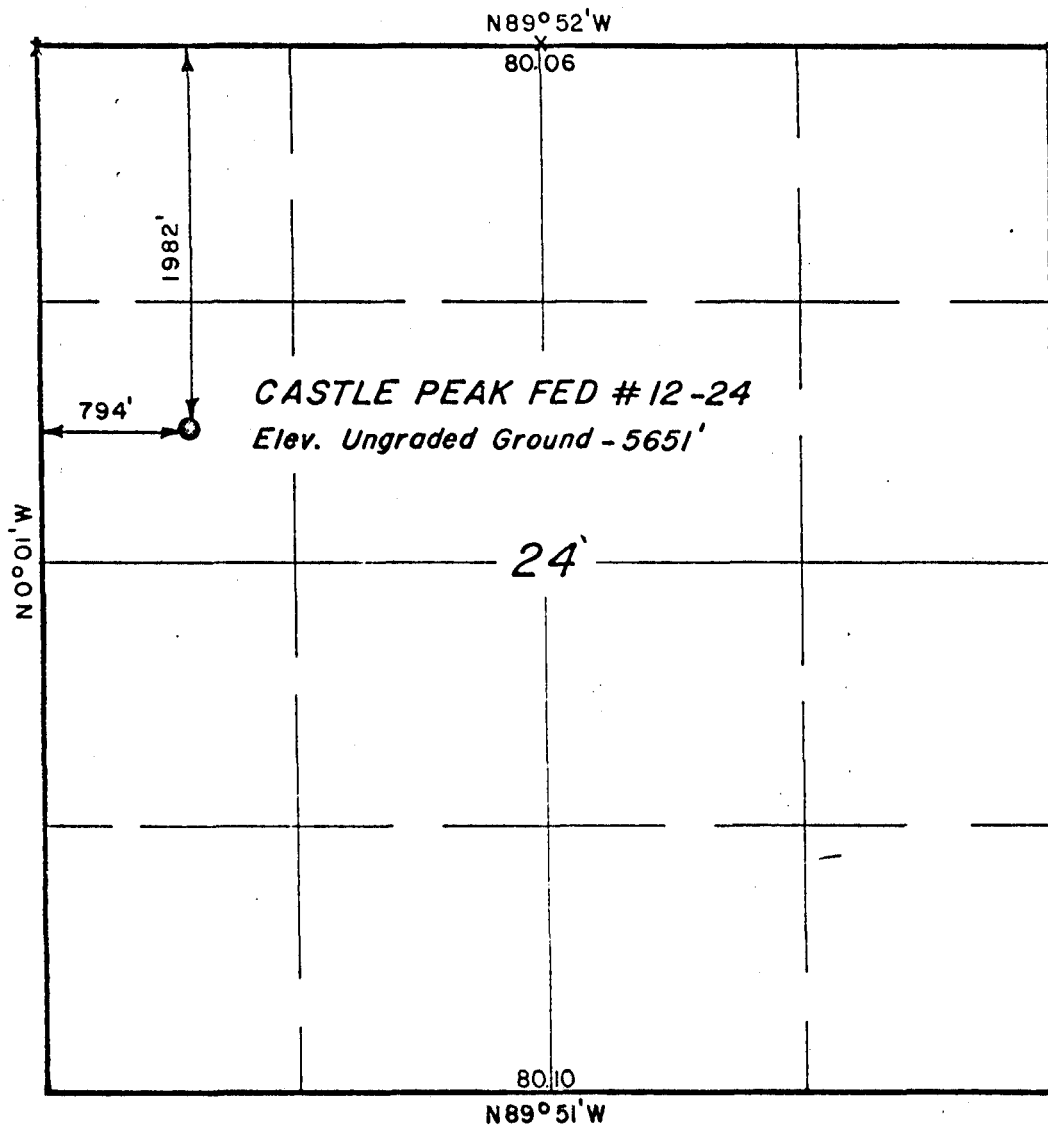 N89°52'W
80.06
1982'
794'
CASTLE PEAK FED #12-24
Elev. Ungraded Ground - 5651'
N0°01'W
24
80.10
N89°51'W